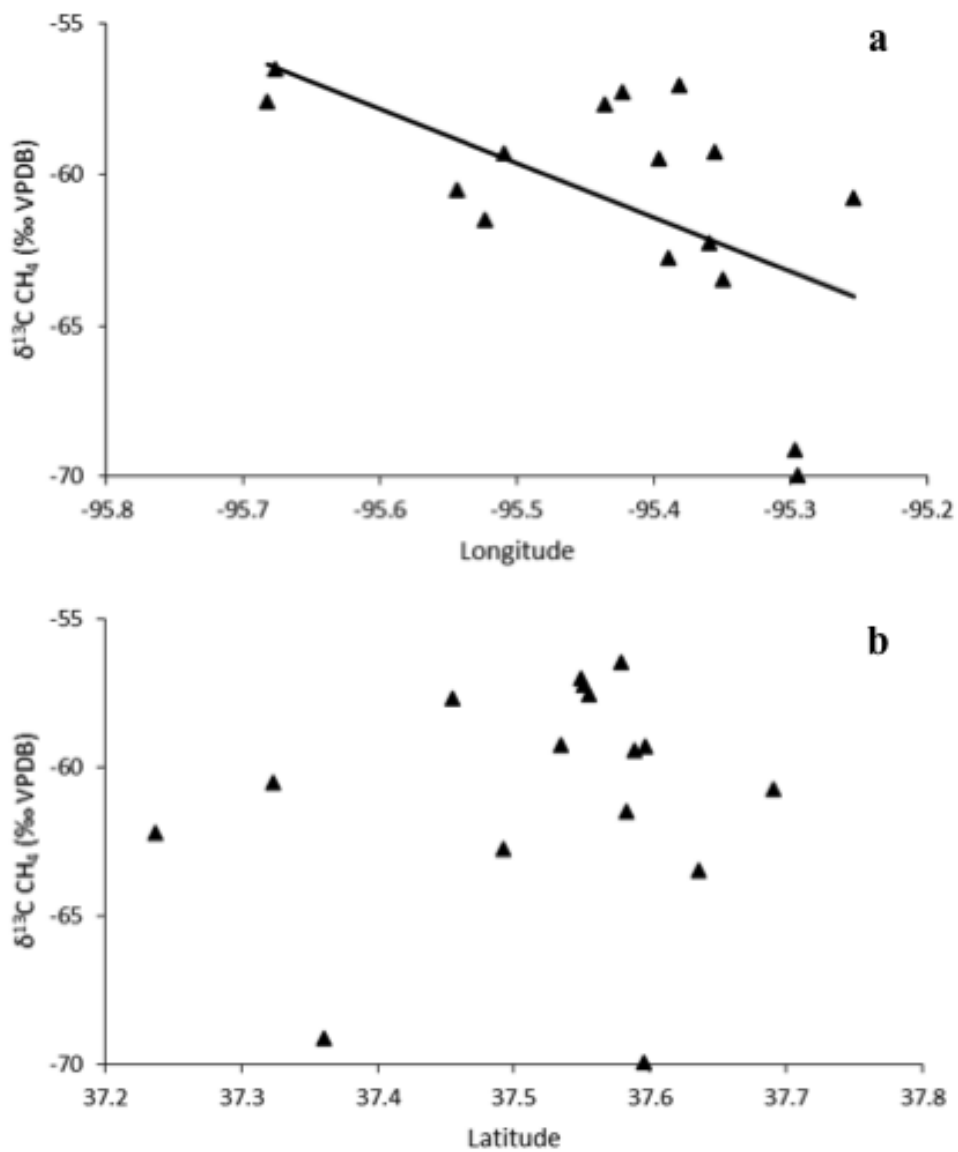 a
-55
-60
-65
-70
δ¹³C CH₄ (‰ VPDB)
-95.8 -95.7 -95.6 -95.5 -95.4 -95.3 -95.2
Longitude
b
-55
-60
-65
-70
δ¹³C CH₄ (‰ VPDB)
37.2 37.3 37.4 37.5 37.6 37.7 37.8
Latitude